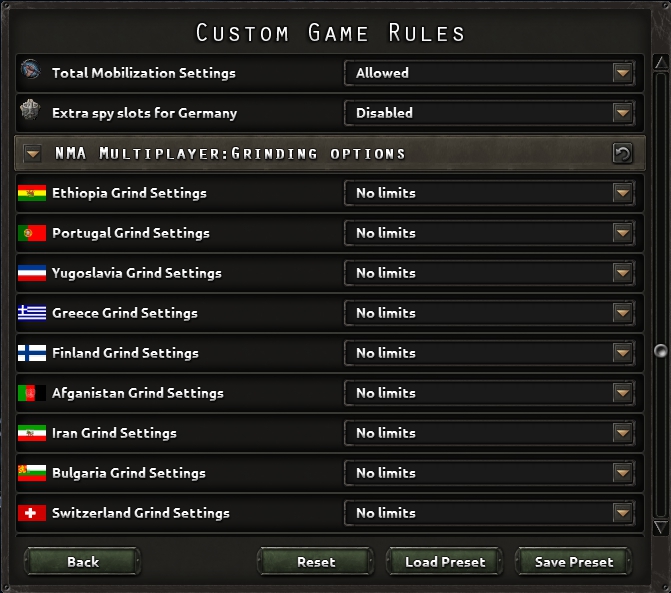 Custom Game Rules
Total Mobilization Settings Allowed
Extra spy slots for Germany Disabled
NMA Multiplayer:Grinding options
Ethiopia Grind Settings No limits
Portugal Grind Settings No limits
Yugoslavia Grind Settings No limits
Greece Grind Settings No limits
Finland Grind Settings No limits
Afganistan Grind Settings No limits
Iran Grind Settings No limits
Bulgaria Grind Settings No limits
Switzerland Grind Settings No limits
Back Reset Load Preset Save Preset